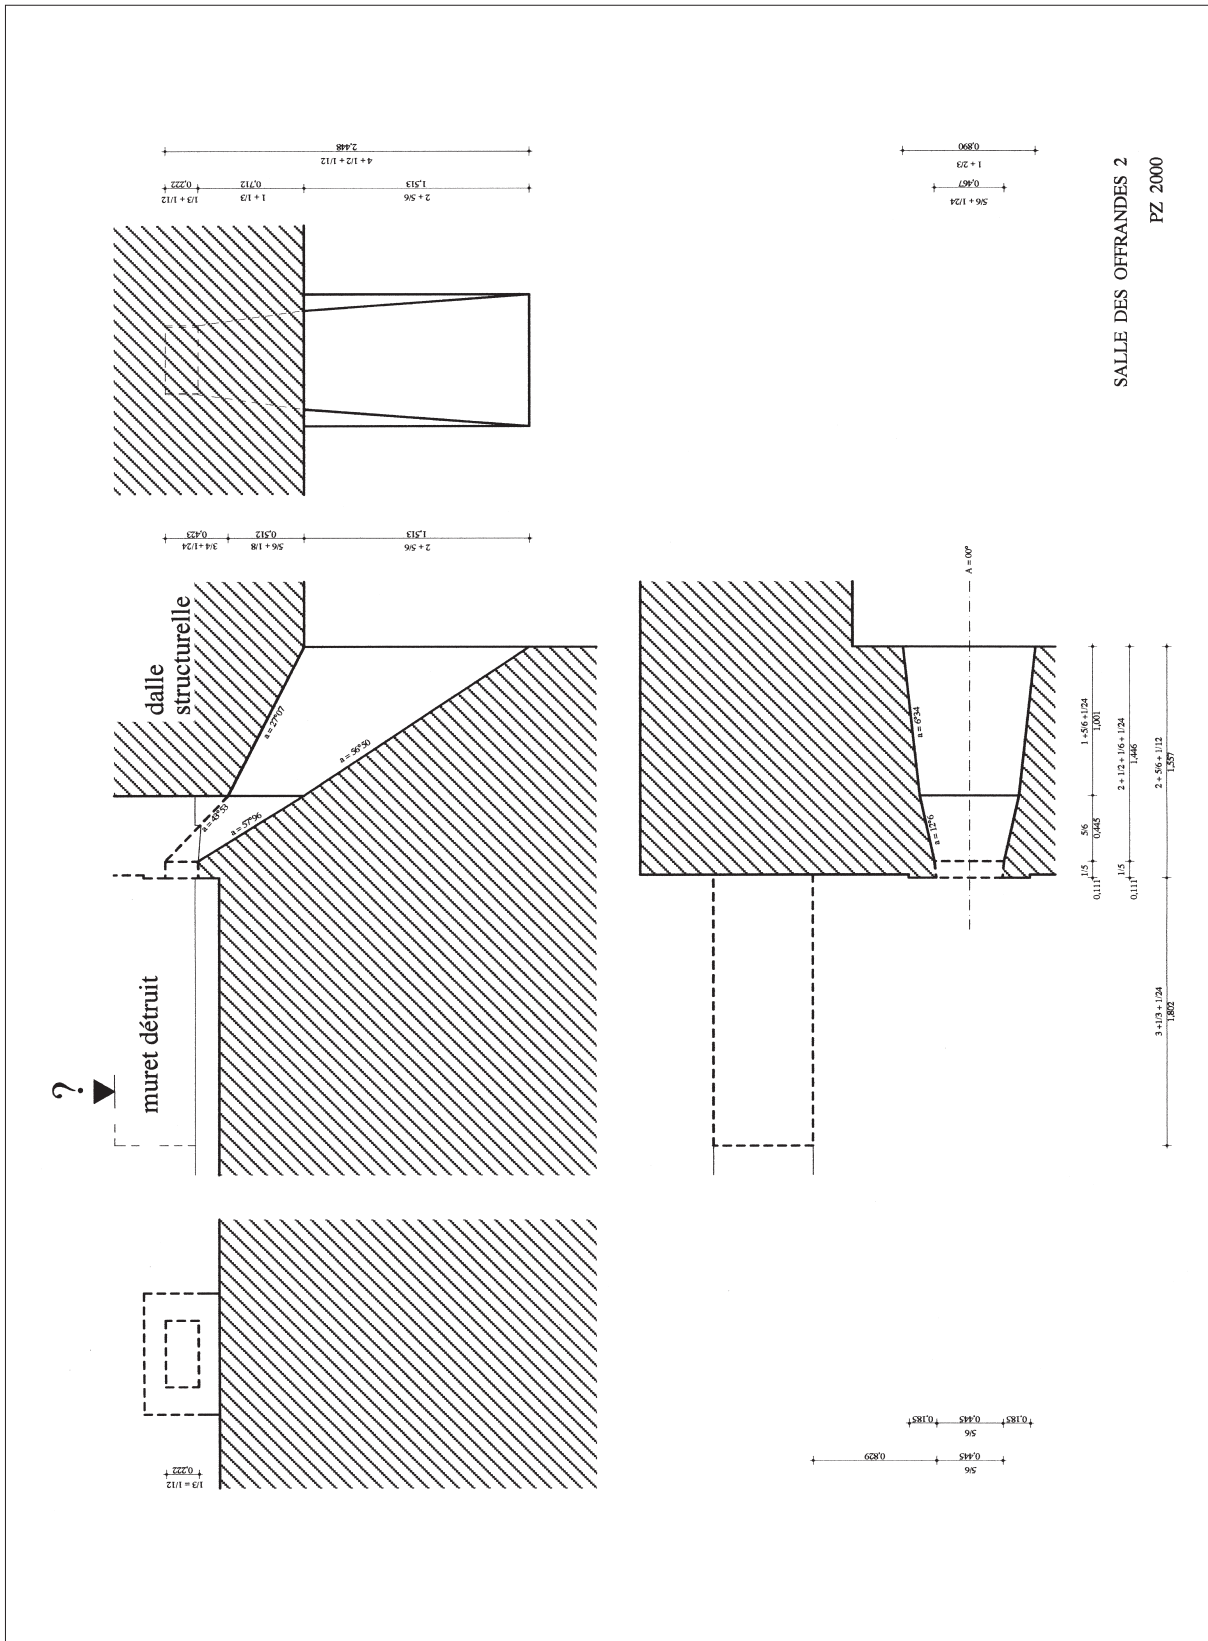 2,448
4 + 1/2 + 1/12
0,222
1/3 + 1/12
0,712
1 + 1/3
1,513
2 + 5/6
0,890
1 + 2/3
0,467
5/6 + 1/24
SALLE DES OFFRANDES 2
PZ 2000
0,423
3/4 +1/24
0,512
5/6 + 1/8
1,513
2 + 5/6
dalle
structurelle
a = 27°07
a = 56°50
a = 43°53
a = 57°96
A = 00°
a = 6°34
a = 12°6
1 +5/6 +1/24
1,001
5/6
0,445
1/5
0,111
2 + 1/2 + 1/6 + 1/24
1,446
1/5
0,111
2 + 5/6 + 1/12
1,557
3 +1/3 + 1/24
1,802
muret détruit
?
0,222
1/3 = 1/12
0,185
0,445
5/6
0,185
0,829
0,445
5/6